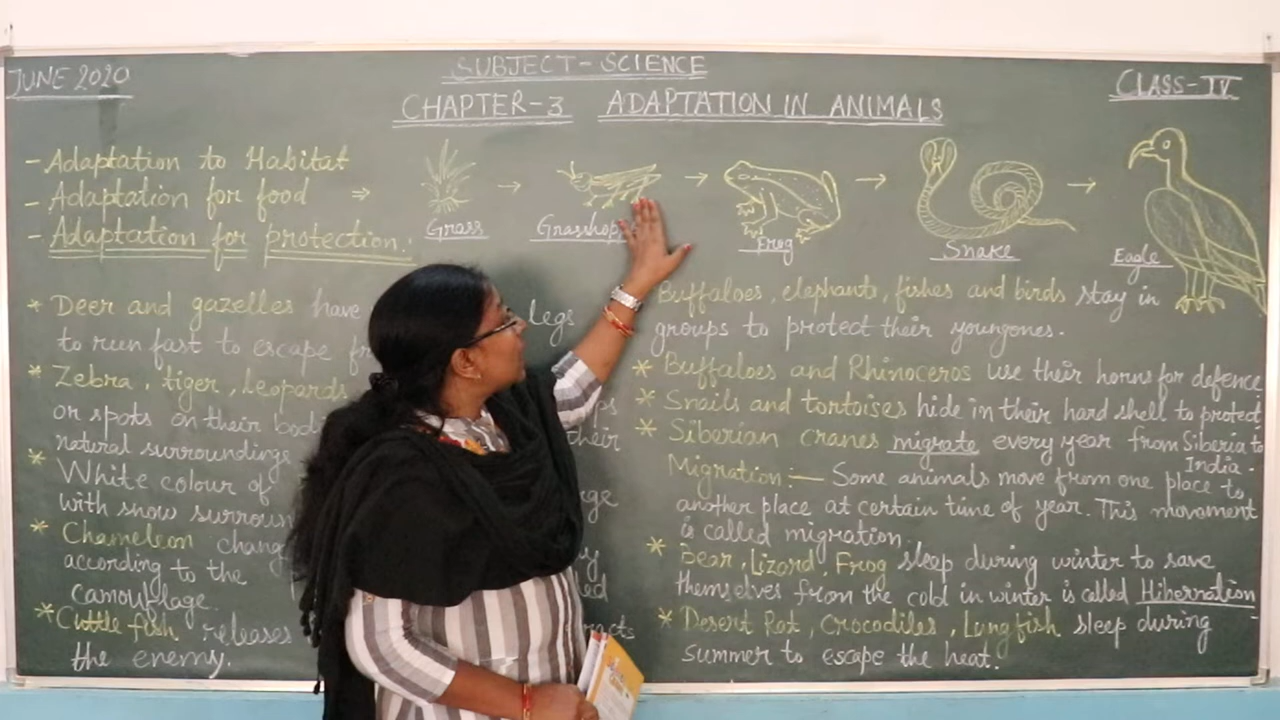 JUNE 2020
SUBJECT-SCIENCE
CLASS-IV
CHAPTER-3 ADAPTATION IN ANIMALS
- Adaptation to Habitat
- Adaptation for food ⇒
- Adaptation for protection.
Grass
Grasshopp
Frog
Snake
Eagle
* Deer and gazelles have legs
to run fast to escape
* Zebra, tiger, leopards
or spots on their
natural surroundings
* White colour of
with snow
* Chameleon
according to the
camouflage.
* Cuttle fish releases
the enemy.
Buffaloes, elephants, fishes and birds stay in
groups to protect their youngones.
* Buffaloes and Rhinoceros use their horns for defence
* Snails and tortoises hide in their hard shell to protect
* Siberian cranes migrate every year from Siberia to
India.
Migration:— Some animals move from one place to
another place at certain time of year. This movement
is called migration.
* Bear, Lizard, Frog sleep during winter to save
themselves from the cold in winter is called Hibernation
* Desert Rat, Crocodiles, Lungfish sleep during
summer to escape the heat.